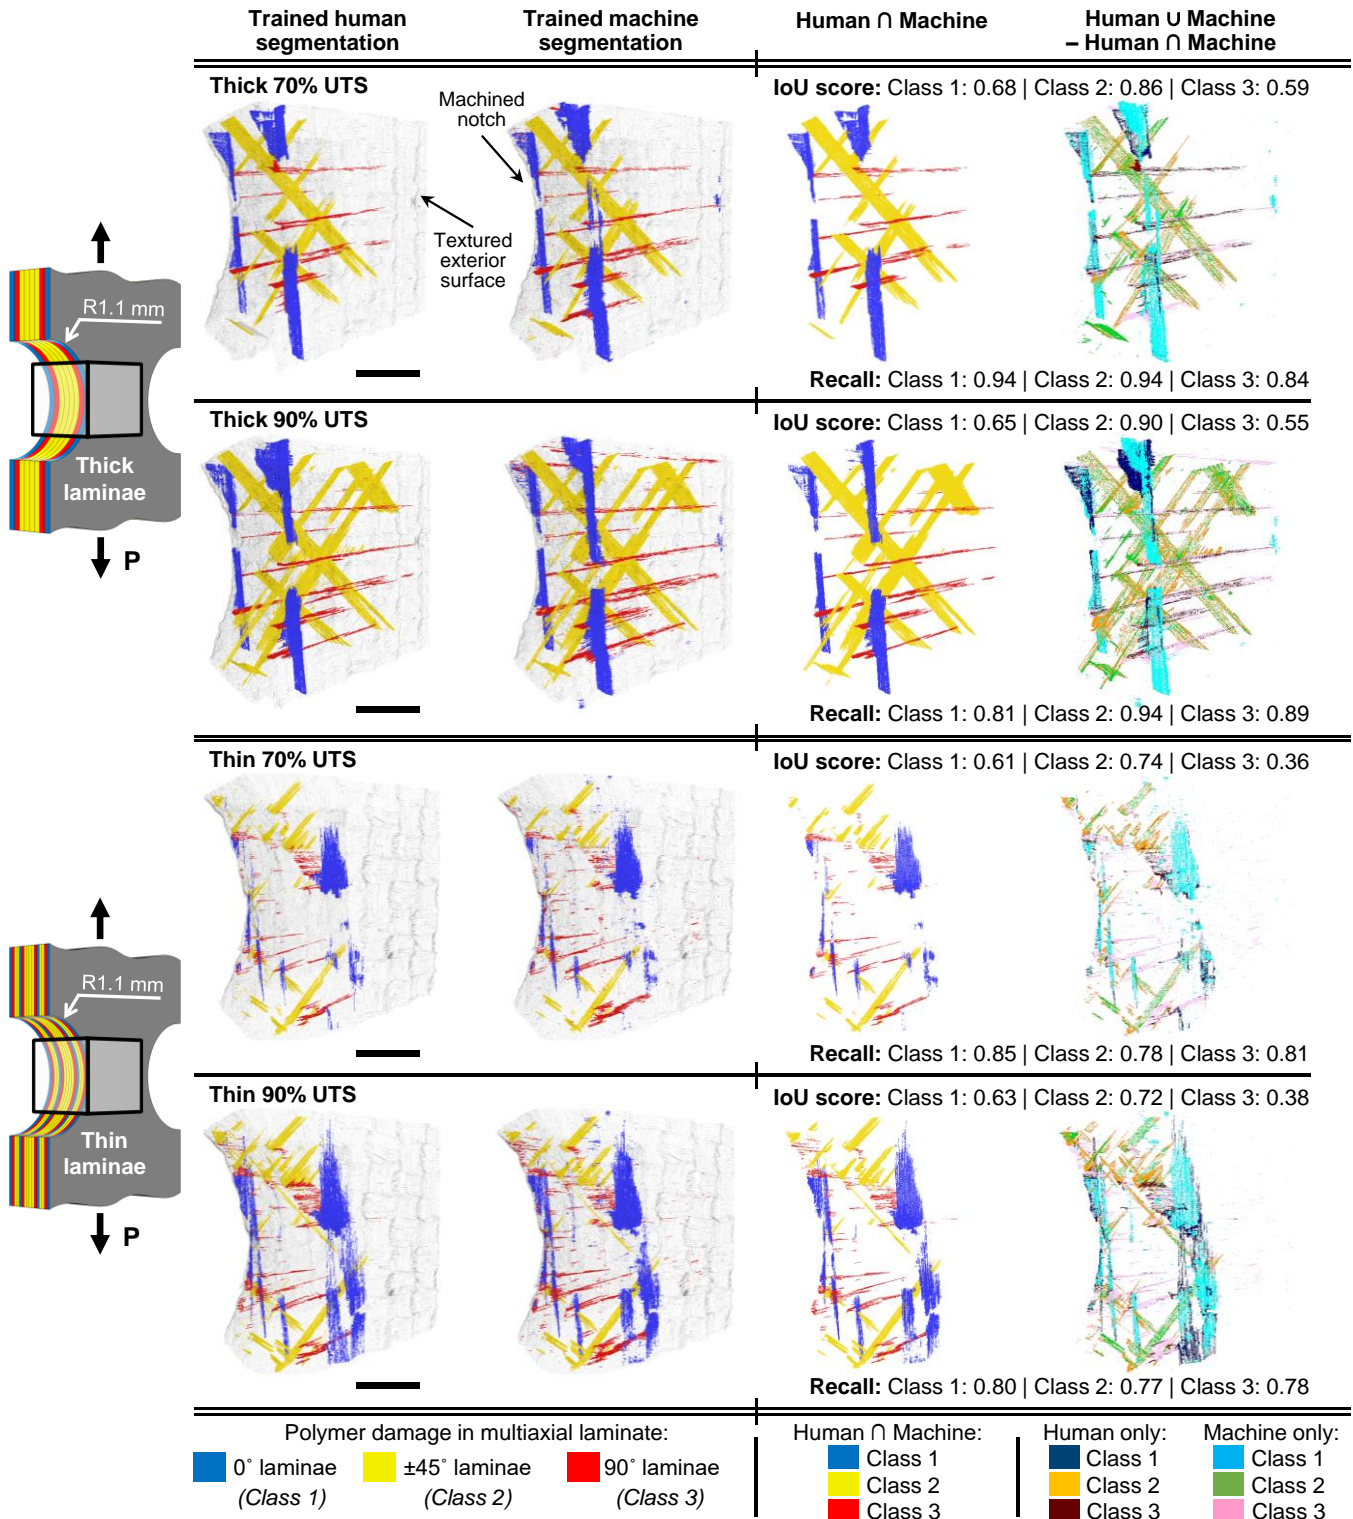 Trained human
segmentation
Trained machine
segmentation
Human ∩ Machine
Human ∪ Machine
– Human ∩ Machine
Thick 70% UTS
IoU score: Class 1: 0.68 | Class 2: 0.86 | Class 3: 0.59
Machined
notch
Textured
exterior
surface
R1.1 mm
Thick
laminae
P
Recall: Class 1: 0.94 | Class 2: 0.94 | Class 3: 0.84
Thick 90% UTS
IoU score: Class 1: 0.65 | Class 2: 0.90 | Class 3: 0.55
Recall: Class 1: 0.81 | Class 2: 0.94 | Class 3: 0.89
Thin 70% UTS
IoU score: Class 1: 0.61 | Class 2: 0.74 | Class 3: 0.36
R1.1 mm
Thin
laminae
P
Recall: Class 1: 0.85 | Class 2: 0.78 | Class 3: 0.81
Thin 90% UTS
IoU score: Class 1: 0.63 | Class 2: 0.72 | Class 3: 0.38
Recall: Class 1: 0.80 | Class 2: 0.77 | Class 3: 0.78
Polymer damage in multiaxial laminate:
0˚ laminae
(Class 1)
±45˚ laminae
(Class 2)
90˚ laminae
(Class 3)
Human ∩ Machine:
Class 1
Class 2
Class 3
Human only:
Class 1
Class 2
Class 3
Machine only:
Class 1
Class 2
Class 3